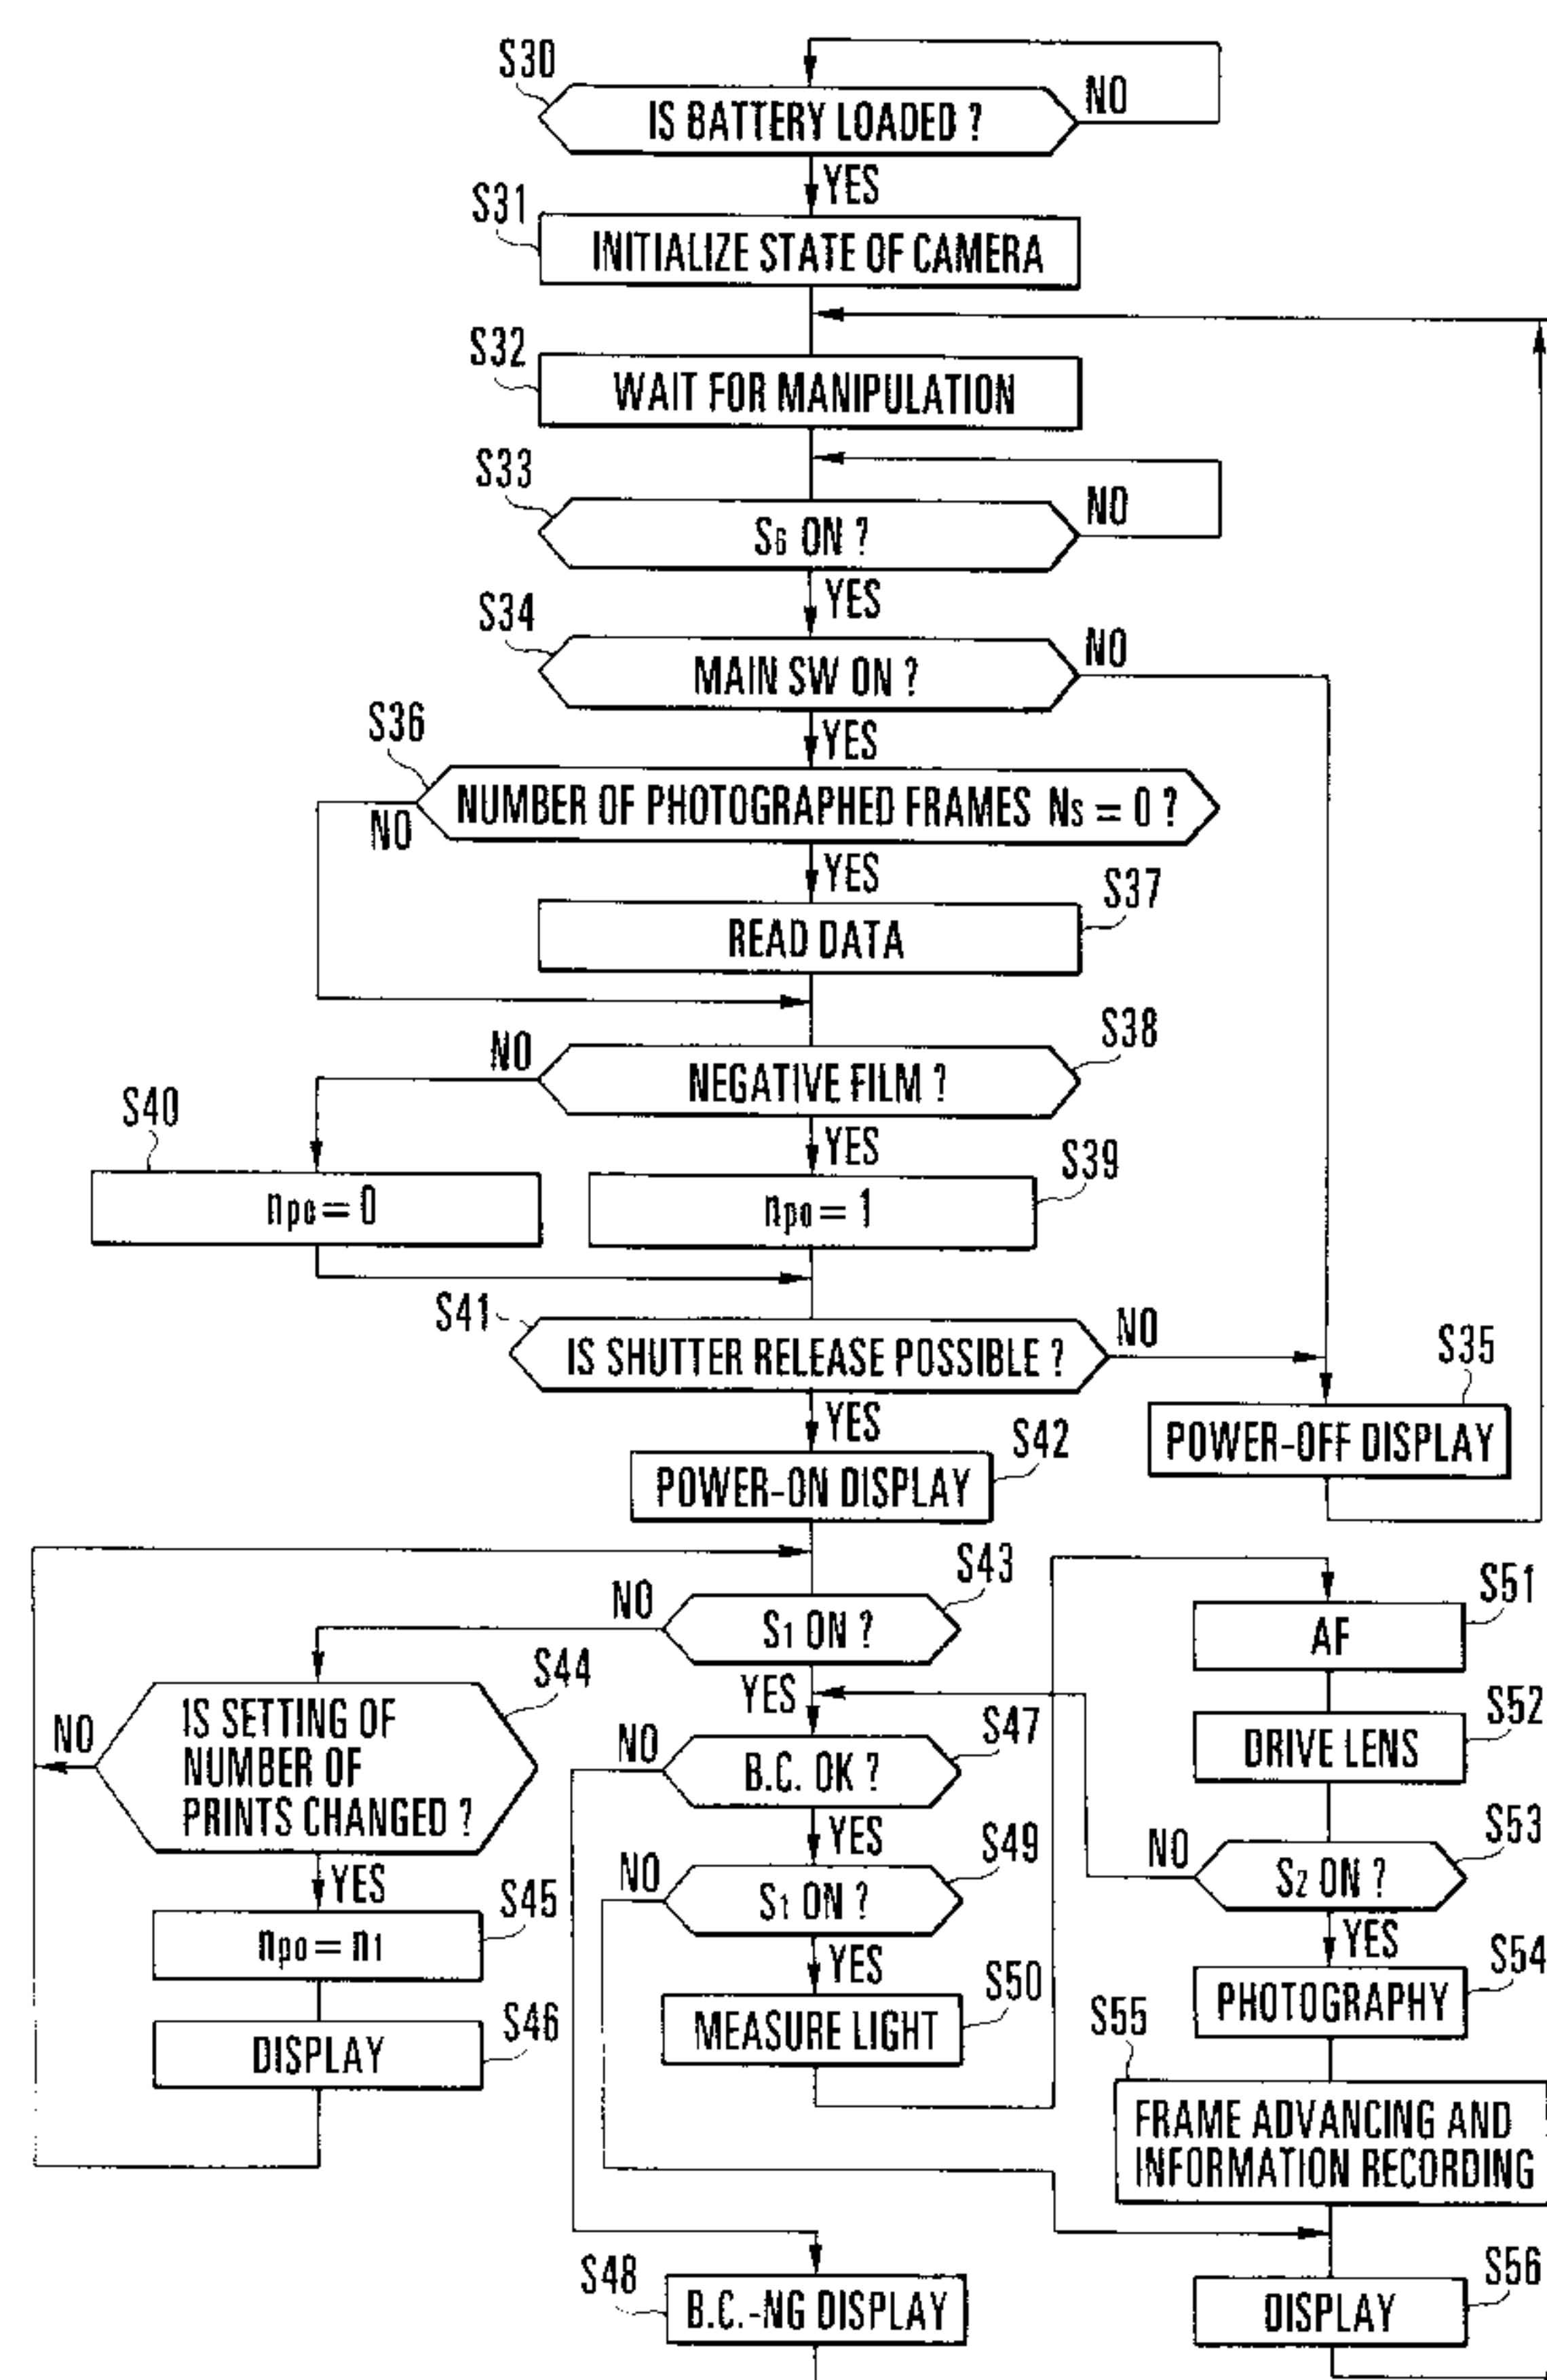 S30
IS BATTERY LOADED ?
NO
YES
S31
INITIALIZE STATE OF CAMERA
S32
WAIT FOR MANIPULATION
S33
S6 ON ?
NO
YES
S34
MAIN SW ON ?
NO
YES
S36
NUMBER OF PHOTOGRAPHED FRAMES Ns = 0 ?
NO
YES
S37
READ DATA
S38
NO
NEGATIVE FILM ?
YES
S40
npo = 0
S39
npo = 1
S41
IS SHUTTER RELEASE POSSIBLE ?
NO
YES
S35
POWER-OFF DISPLAY
S42
POWER-ON DISPLAY
S43
NO
S1 ON ?
YES
S44
IS SETTING OF
NUMBER OF
PRINTS CHANGED ?
NO
YES
S45
npo = n1
S46
DISPLAY
S47
NO
B.C. OK ?
YES
S49
NO
S1 ON ?
YES
S50
MEASURE LIGHT
S48
B.C.-NG DISPLAY
S51
AF
S52
DRIVE LENS
S53
NO
S2 ON ?
YES
S54
PHOTOGRAPHY
S55
FRAME ADVANCING AND
INFORMATION RECORDING
S56
DISPLAY